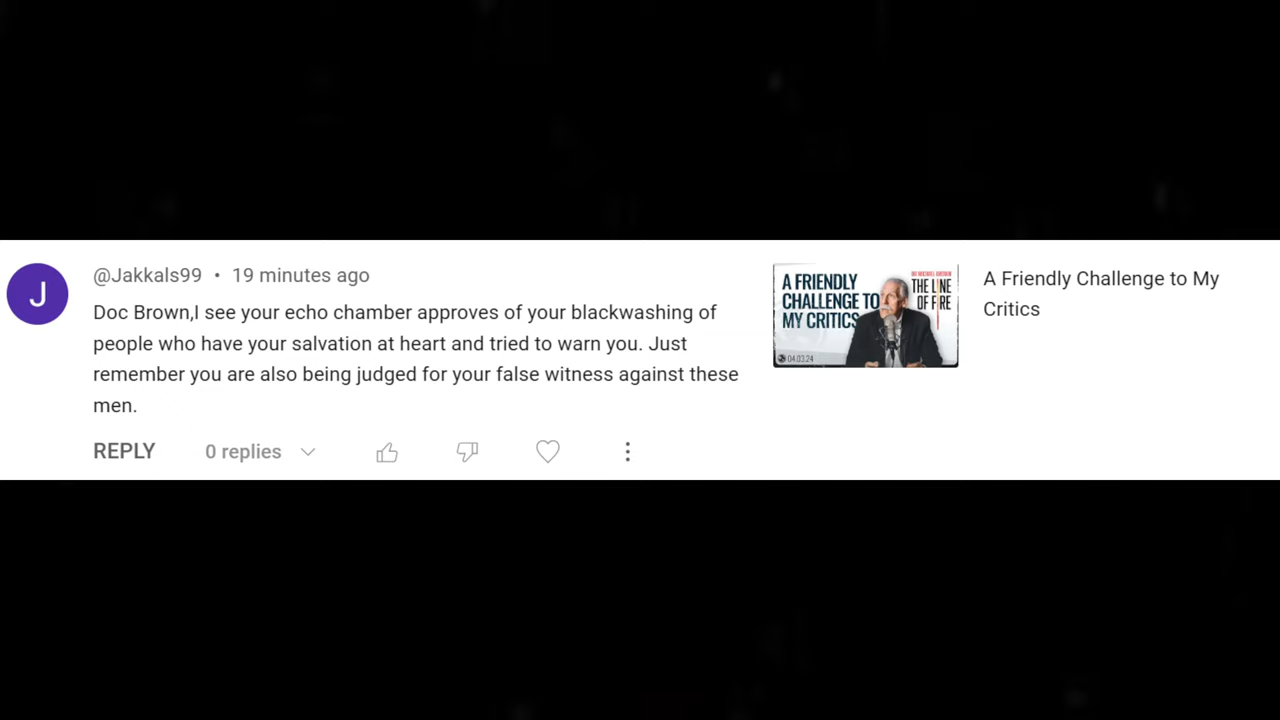 @Jakkals99 • 19 minutes ago
Doc Brown,I see your echo chamber approves of your blackwashing of
people who have your salvation at heart and tried to warn you. Just
remember you are also being judged for your false witness against these
men.
REPLY 0 replies
J
A FRIENDLY
CHALLENGE TO
MY CRITICS
DR. MICHAEL BROWN
THE LINE
OF FIRE
04.03.24
A Friendly Challenge to My
Critics